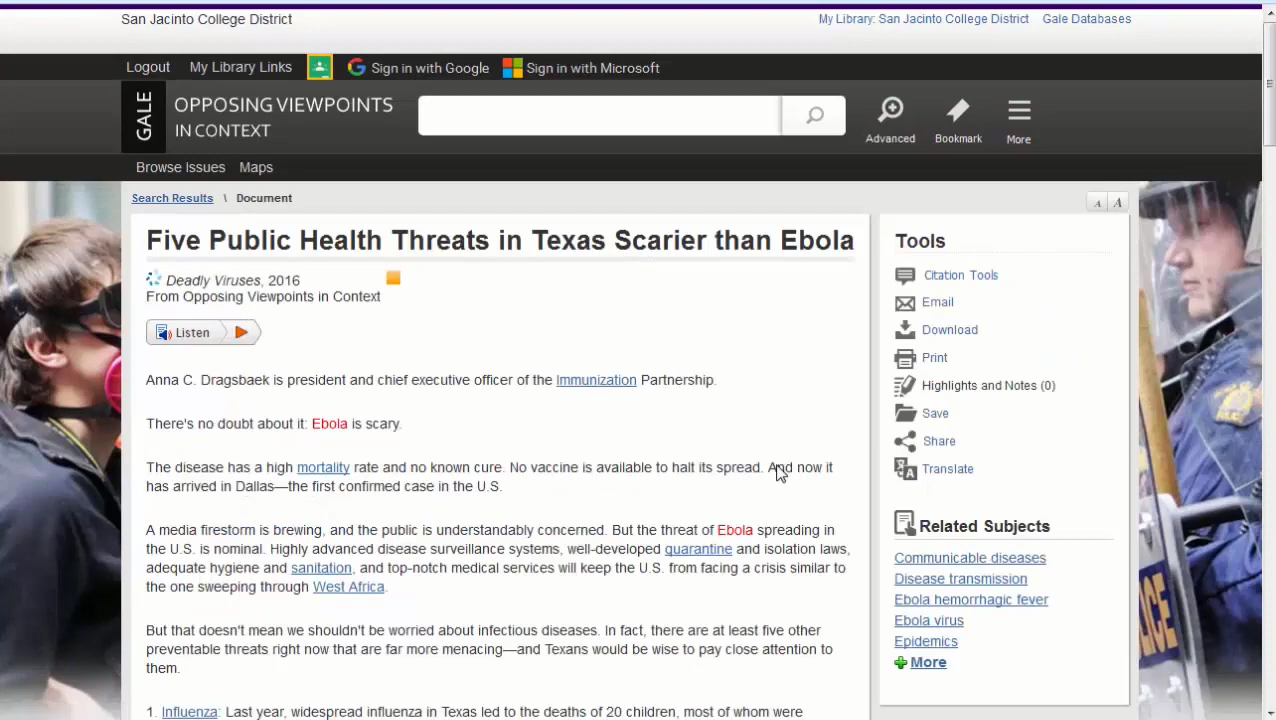 San Jacinto College District
My Library: San Jacinto College District Gale Databases
Logout My Library Links Sign in with Google Sign in with Microsoft
GALE OPPOSING VIEWPOINTS
IN CONTEXT
Advanced Bookmark More
Browse Issues Maps
Search Results \ Document
A A
Five Public Health Threats in Texas Scarier than Ebola
Deadly Viruses, 2016
From Opposing Viewpoints in Context
Listen
Anna C. Dragsbaek is president and chief executive officer of the Immunization Partnership.
There's no doubt about it: Ebola is scary.
The disease has a high mortality rate and no known cure. No vaccine is available to halt its spread. And now it
has arrived in Dallas—the first confirmed case in the U.S.
A media firestorm is brewing, and the public is understandably concerned. But the threat of Ebola spreading in
the U.S. is nominal. Highly advanced disease surveillance systems, well-developed quarantine and isolation laws,
adequate hygiene and sanitation, and top-notch medical services will keep the U.S. from facing a crisis similar to
the one sweeping through West Africa.
But that doesn't mean we shouldn't be worried about infectious diseases. In fact, there are at least five other
preventable threats right now that are far more menacing—and Texans would be wise to pay close attention to
them.
1. Influenza: Last year, widespread influenza in Texas led to the deaths of 20 children, most of whom were
Tools
Citation Tools
Email
Download
Print
Highlights and Notes (0)
Save
Share
Translate
Related Subjects
Communicable diseases
Disease transmission
Ebola hemorrhagic fever
Ebola virus
Epidemics
More